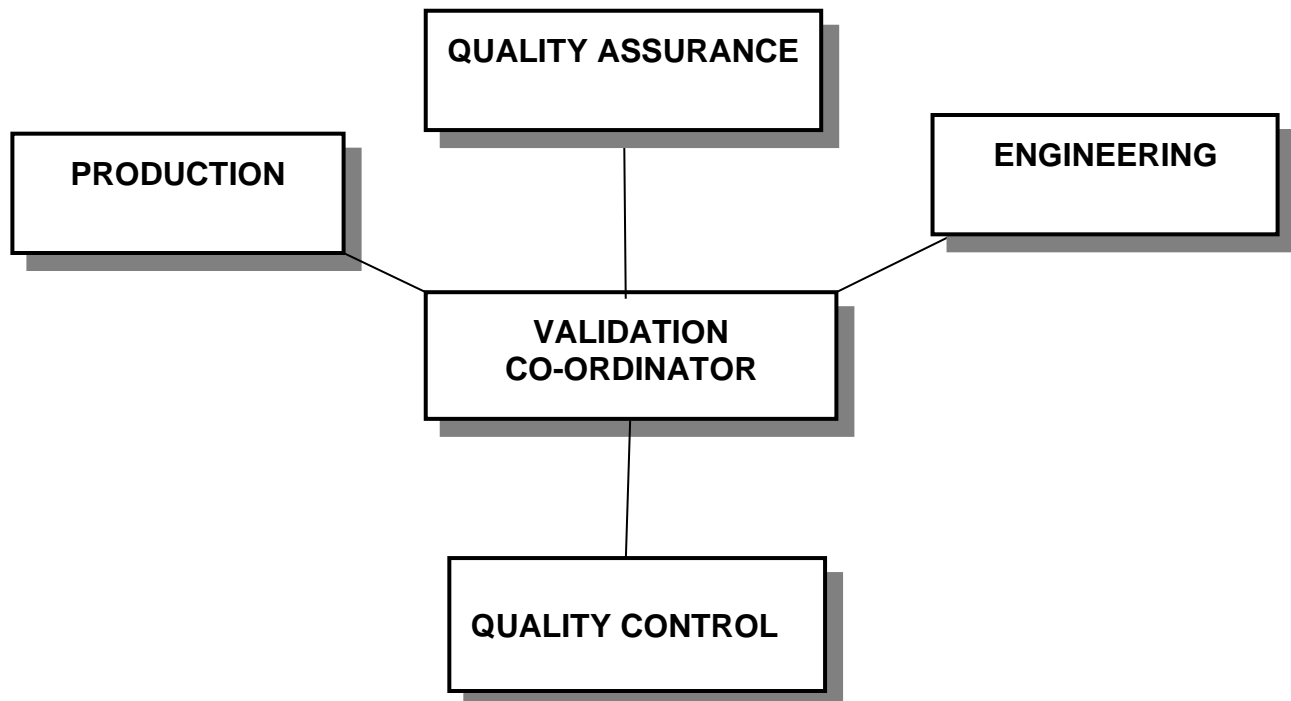 QUALITY ASSURANCE
PRODUCTION
ENGINEERING
VALIDATION
CO-ORDINATOR
QUALITY CONTROL